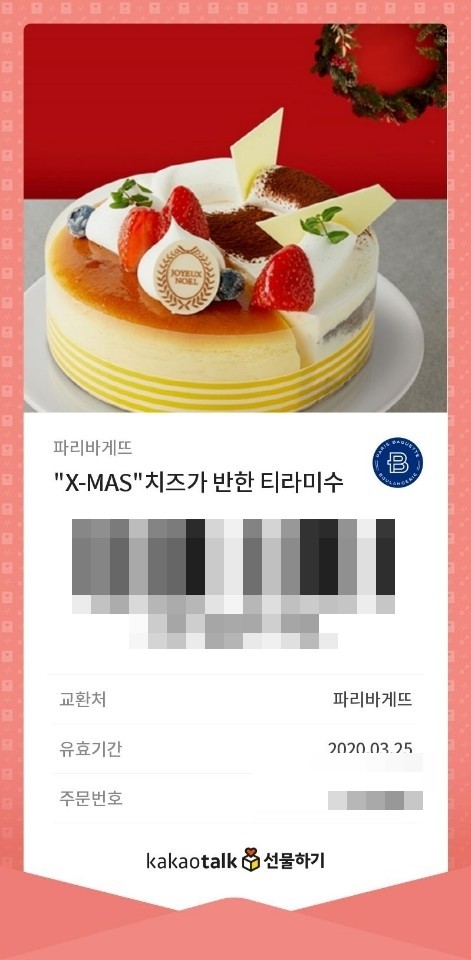 JOYEUX
NOEL
파리바게뜨
"X-MAS"치즈가 반한 티라미수
PARIS BAGUETTE
B
BOULANGERIE
교환처 파리바게뜨
유효기간 2020.03.25
주문번호
kakaotalk 선물하기